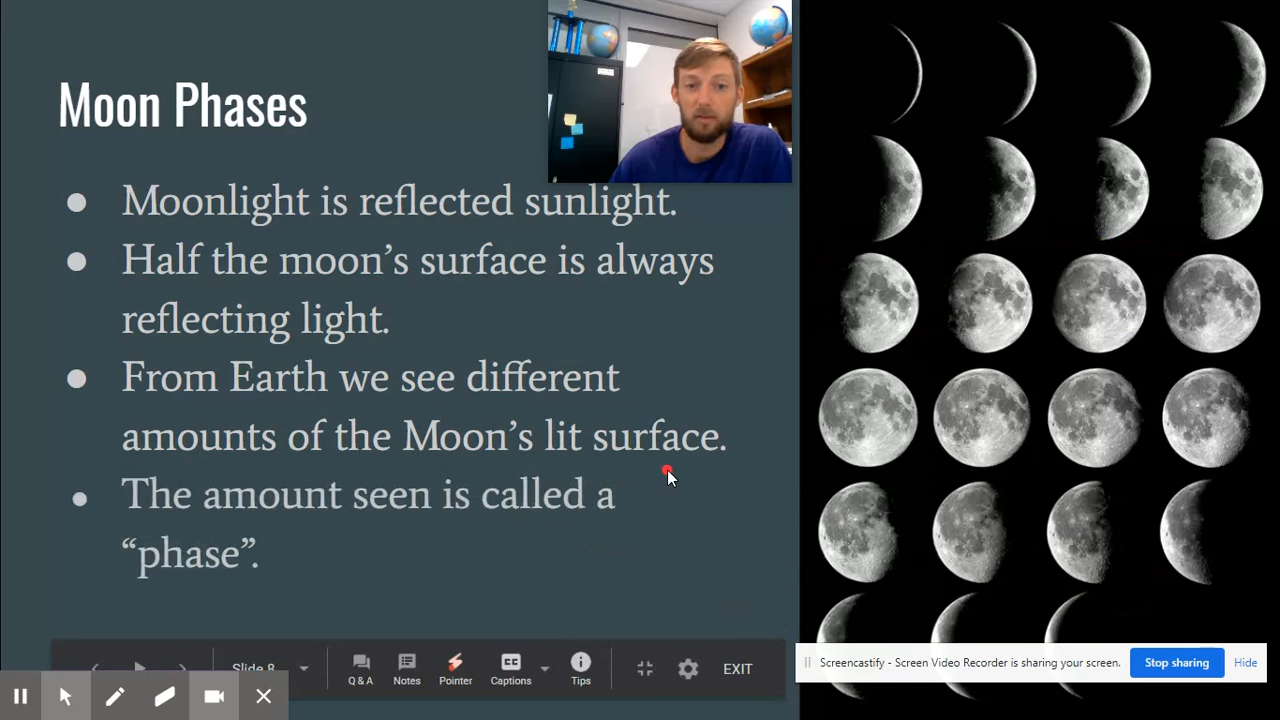 Moon Phases
● Moonlight is reflected sunlight.
● Half the moon’s surface is always
reflecting light.
● From Earth we see different
amounts of the Moon’s lit surface.
● The amount seen is called a
“phase”.
Slide 8
Q & A
Notes
Pointer
CC
Captions
Tips
EXIT
Screencastify - Screen Video Recorder is sharing your screen.
Stop sharing
Hide